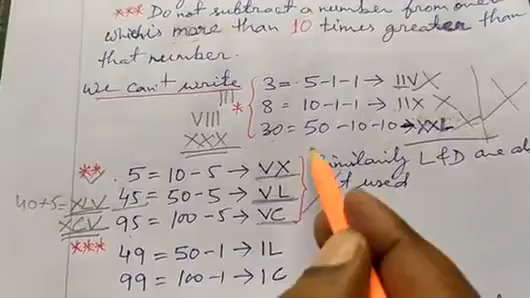 *** Do not subtract a number from one
which is more than 10 times greater than
that number.
we can't write 3 = 5-1-1 → IIV X
III
* 8 = 10-1-1 → IIX X
VIII
30 = 50-10-10 → XXL X
XXX
** 5 = 10-5 → VX Similarily L & D are al
40+5= XLV 45 = 50-5 → VL used
XCV 95 = 100-5 → VC
*** 49 = 50-1 → IL
99 = 100-1 → IC